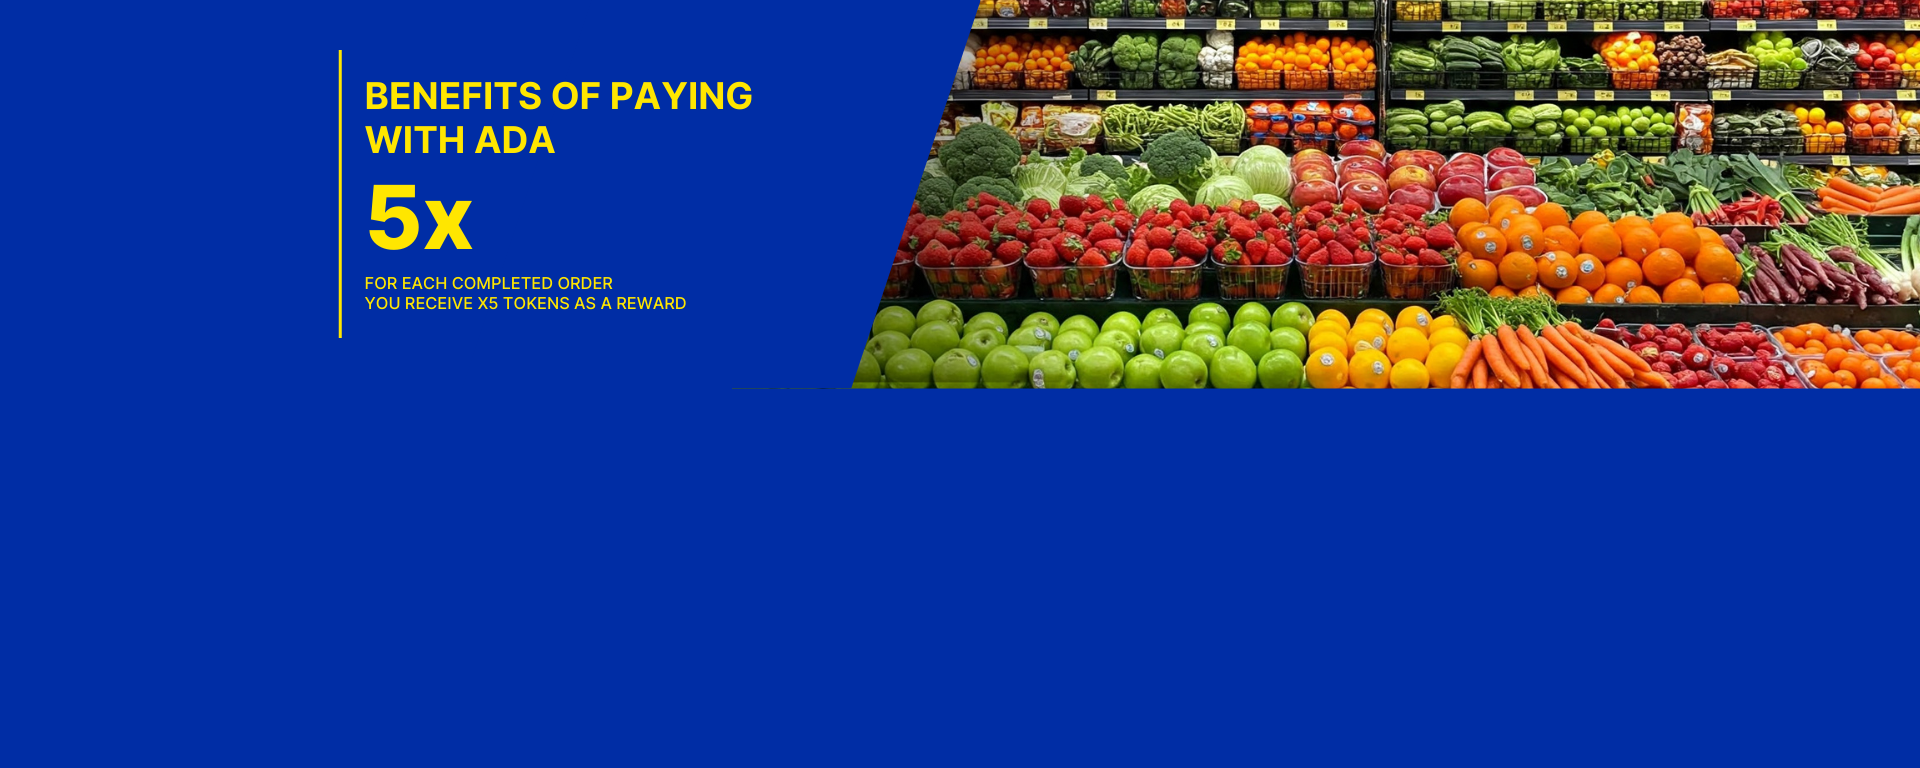 BENEFITS OF PAYING
WITH ADA
5x
FOR EACH COMPLETED ORDER
YOU RECEIVE X5 TOKENS AS A REWARD